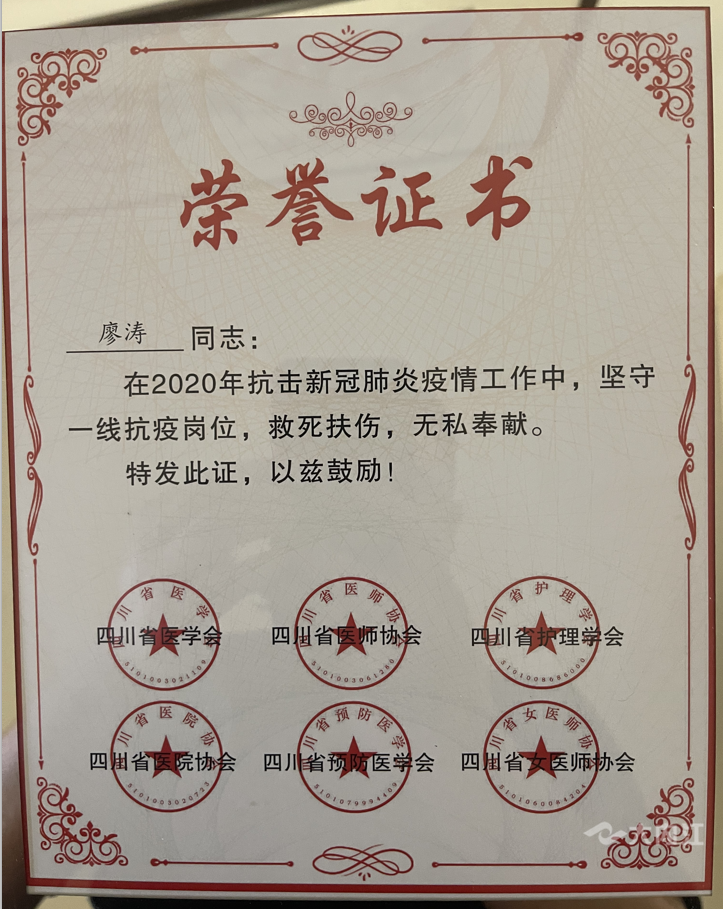 荣誉证书
廖涛 同志：
在2020年抗击新冠肺炎疫情工作中，坚守
一线抗疫岗位，救死扶伤，无私奉献。
特发此证，以兹鼓励！
四川省医学会 四川省医师协会 四川省护理学会
四川省医院协会 四川省预防医学会 四川省女医师协会